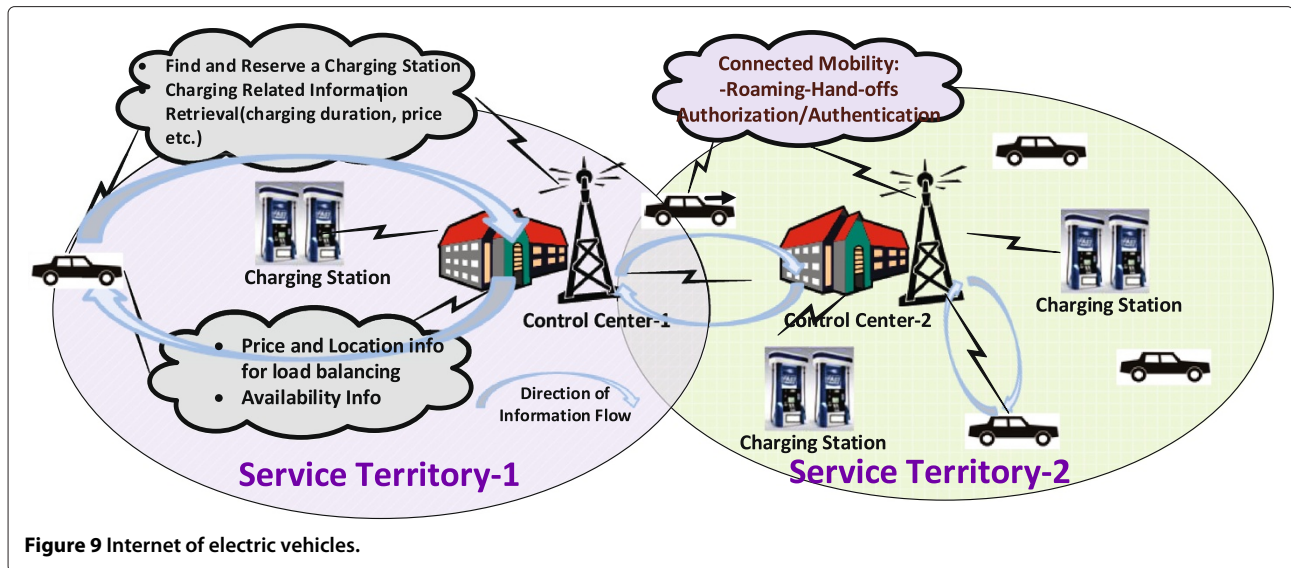 • Find and Reserve a Charging Station
• Charging Related Information
Retrieval(charging duration, price
etc.)
Connected Mobility:
-Roaming-Hand-offs
Authorization/Authentication
Charging Station
Control Center-1
Control Center-2
Charging Station
• Price and Location info
for load balancing
• Availability Info
Direction of
Information Flow
Charging Station
Service Territory-1
Service Territory-2
Figure 9 Internet of electric vehicles.